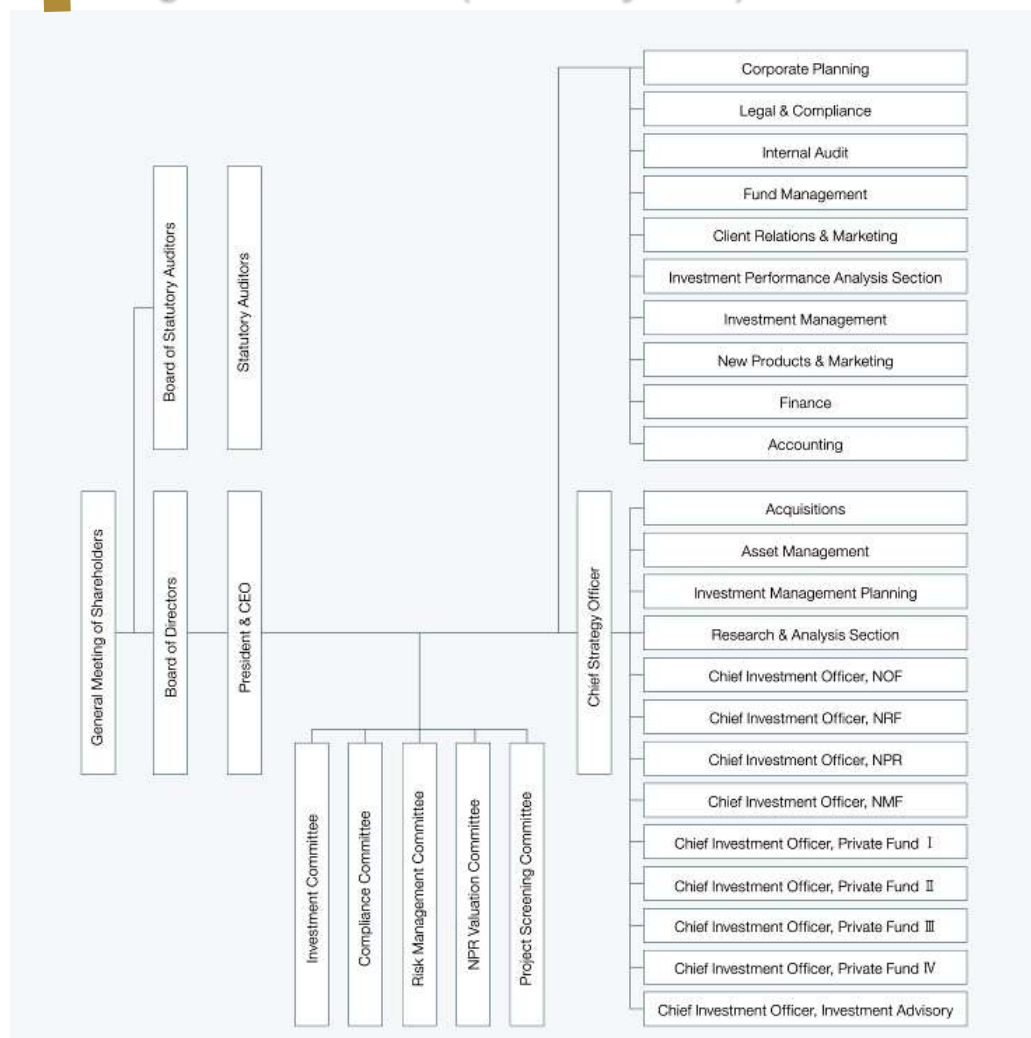 Corporate Planning
Legal & Compliance
Internal Audit
Fund Management
Client Relations & Marketing
Investment Performance Analysis Section
Investment Management
New Products & Marketing
Finance
Accounting
Board of Statutory Auditors
Statutory Auditors
General Meeting of Shareholders
Board of Directors
President & CEO
Chief Strategy Officer
Acquisitions
Asset Management
Investment Management Planning
Research & Analysis Section
Chief Investment Officer, NOF
Chief Investment Officer, NRF
Chief Investment Officer, NPR
Chief Investment Officer, NMF
Chief Investment Officer, Private Fund Ⅰ
Chief Investment Officer, Private Fund Ⅱ
Chief Investment Officer, Private Fund Ⅲ
Chief Investment Officer, Private Fund Ⅳ
Chief Investment Officer, Investment Advisory
Investment Committee
Compliance Committee
Risk Management Committee
NPR Valuation Committee
Project Screening Committee